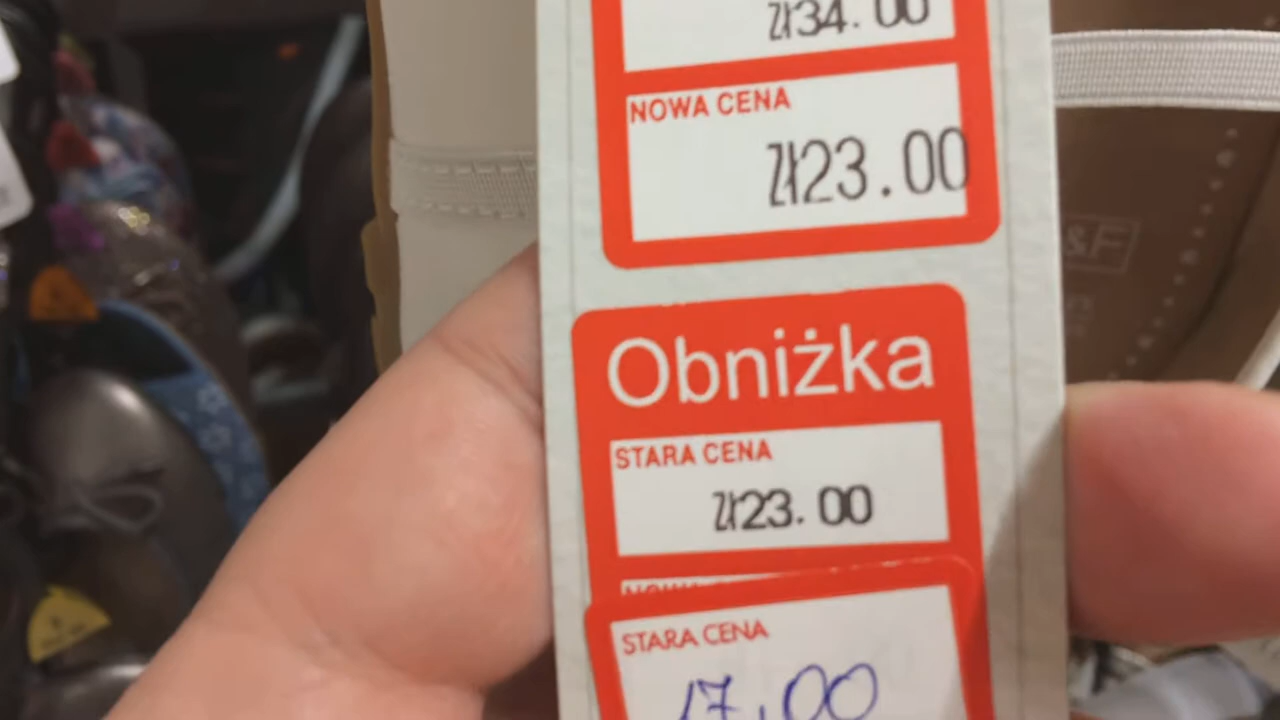 zł34.00
NOWA CENA
zł23.00
Obniżka
STARA CENA
zł23.00
STARA CENA
17,00
&F